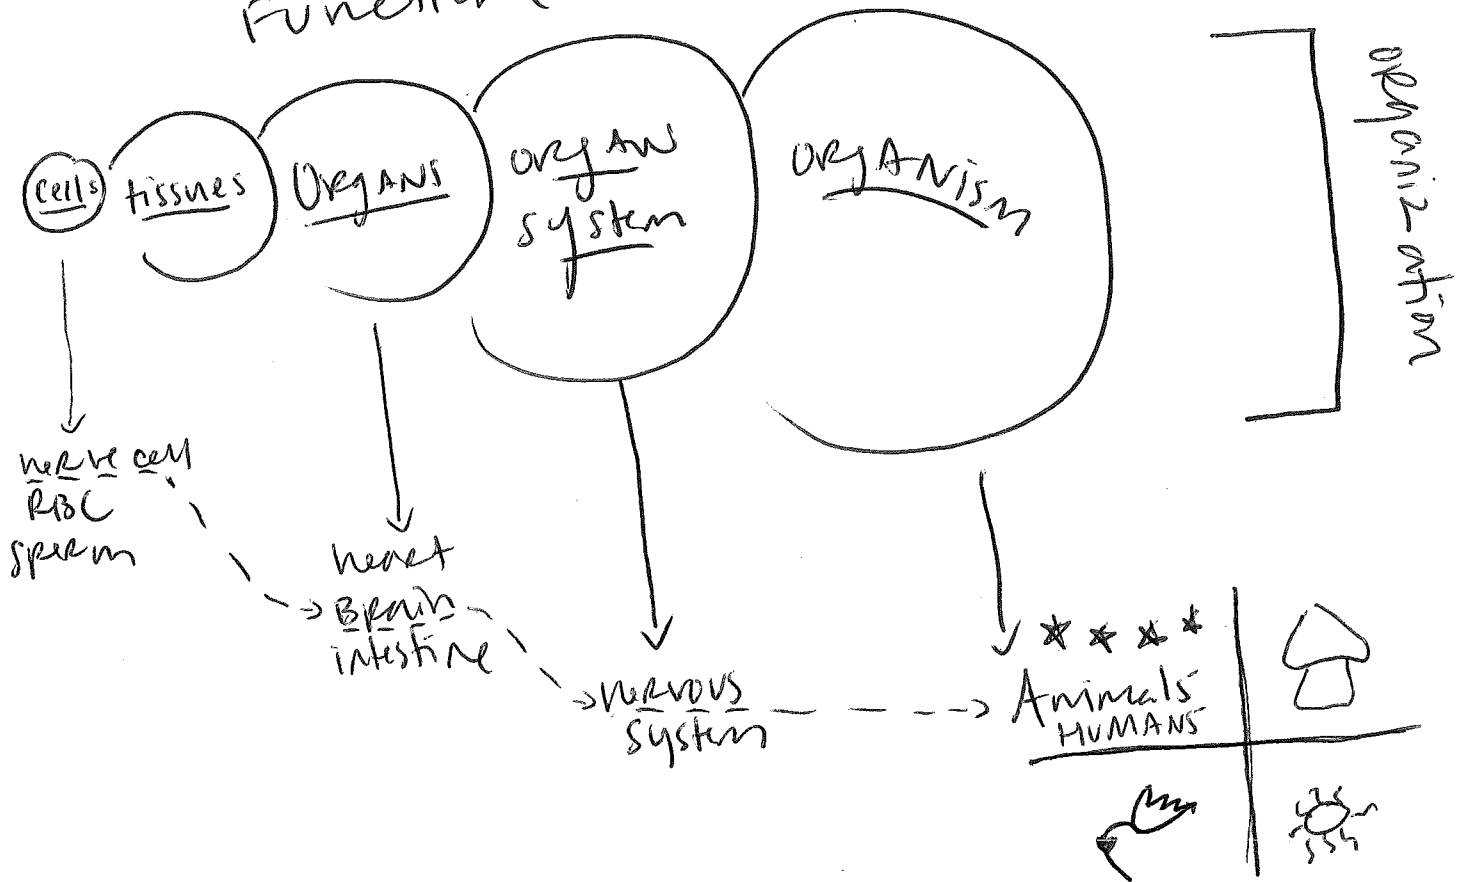 cells
tissues
ORgANS
organ
system
ORgANism
ORganization
nerve cell
RBC
sperm
heart
Brain
intestine
nervous
system
Animals
HUMANS